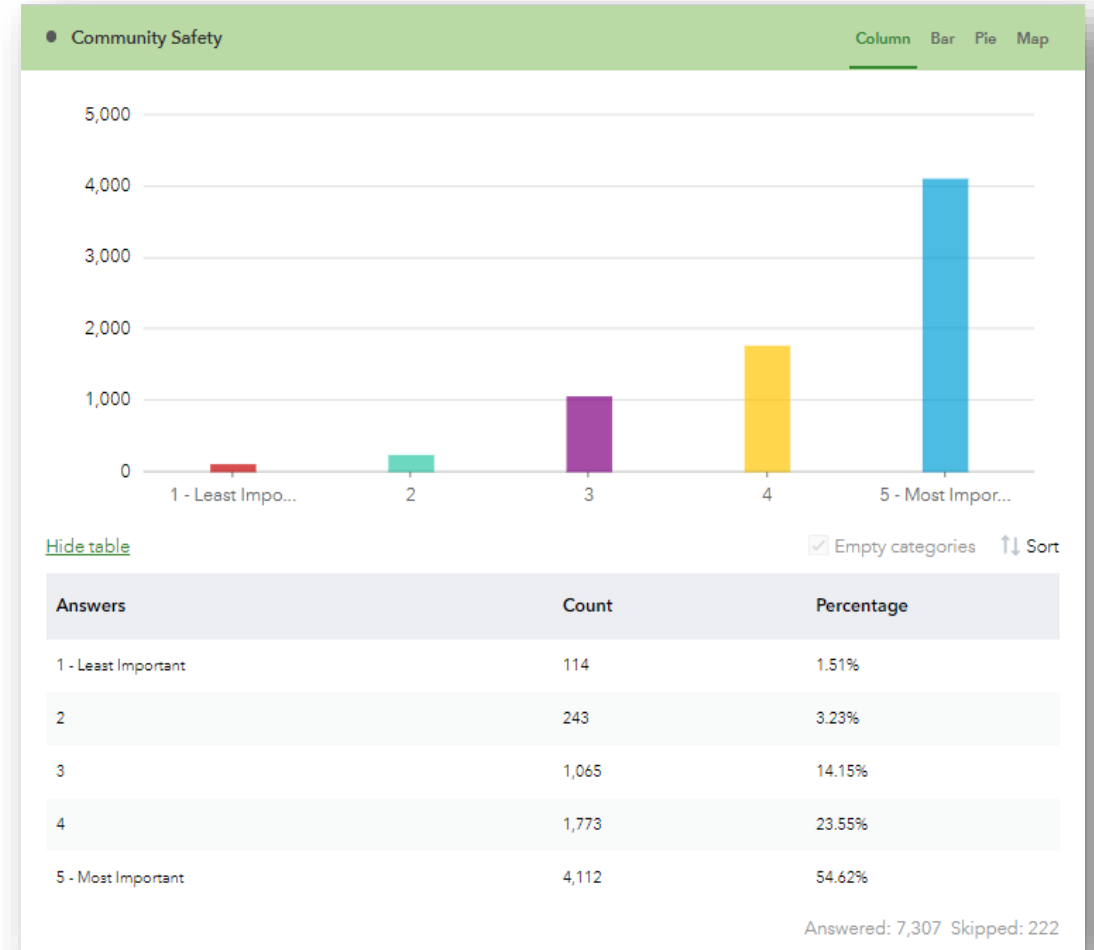 Community Safety Column Bar Pie Map
5,000
4,000
3,000
2,000
1,000
0
1 - Least Impo... 2 3 4 5 - Most Impor...
Hide table Empty categories Sort
Answers Count Percentage
1 - Least Important 114 1.51%
2 243 3.23%
3 1,065 14.15%
4 1,773 23.55%
5 - Most Important 4,112 54.62%
Answered: 7,307 Skipped: 222